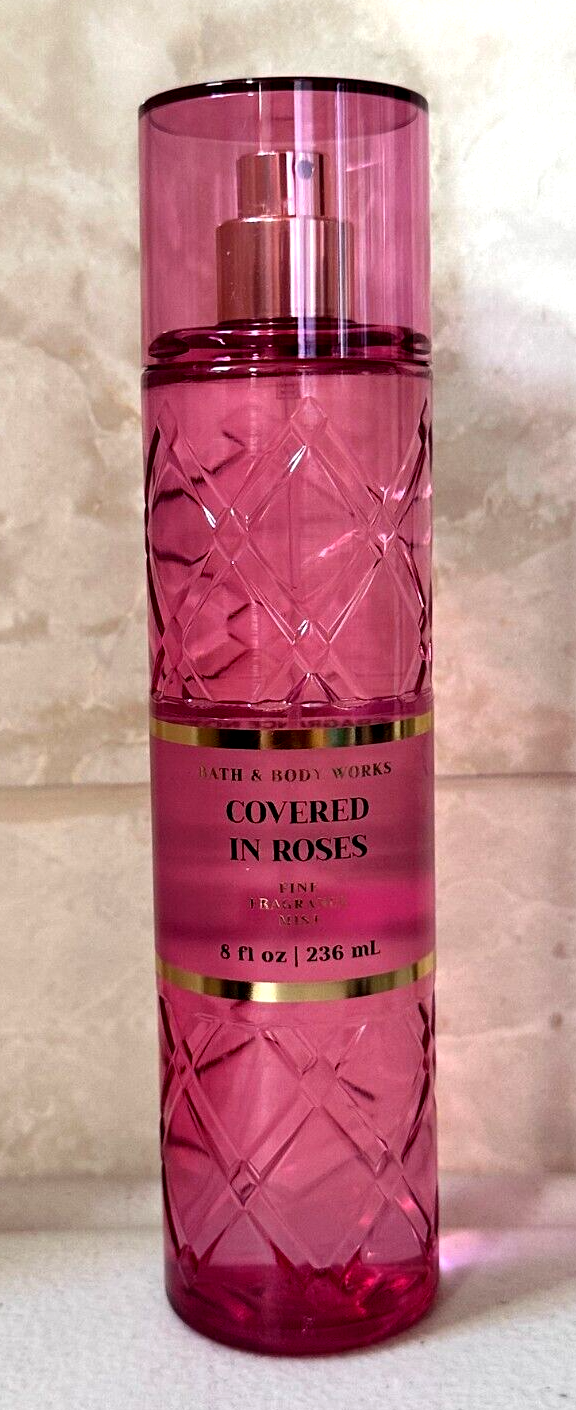 BATH & BODY WORKS
COVERED
IN ROSES
FINE
FRAGRANCE
MIST
8 fl oz | 236 mL